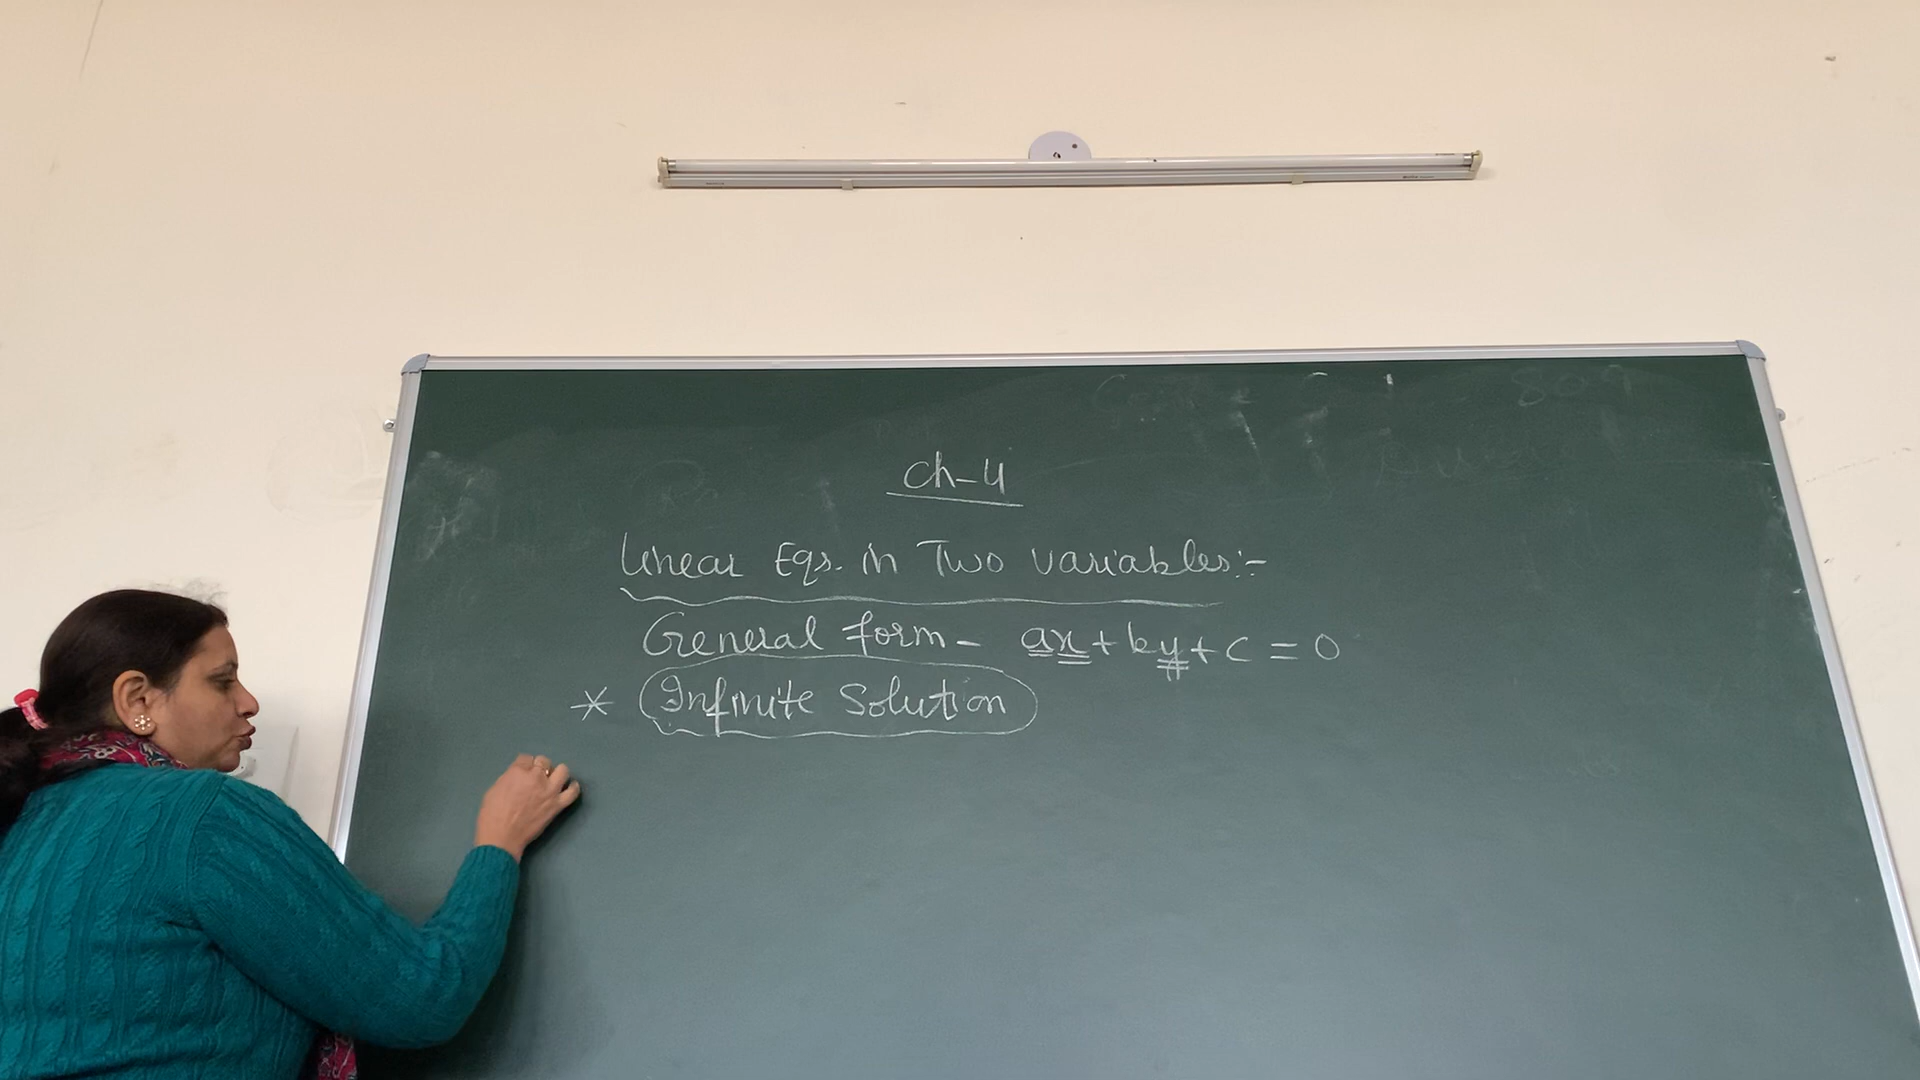 Ch-4
Linear Eqs. in Two variables:-
General form - ax + by + c = 0
* Infinite Solution